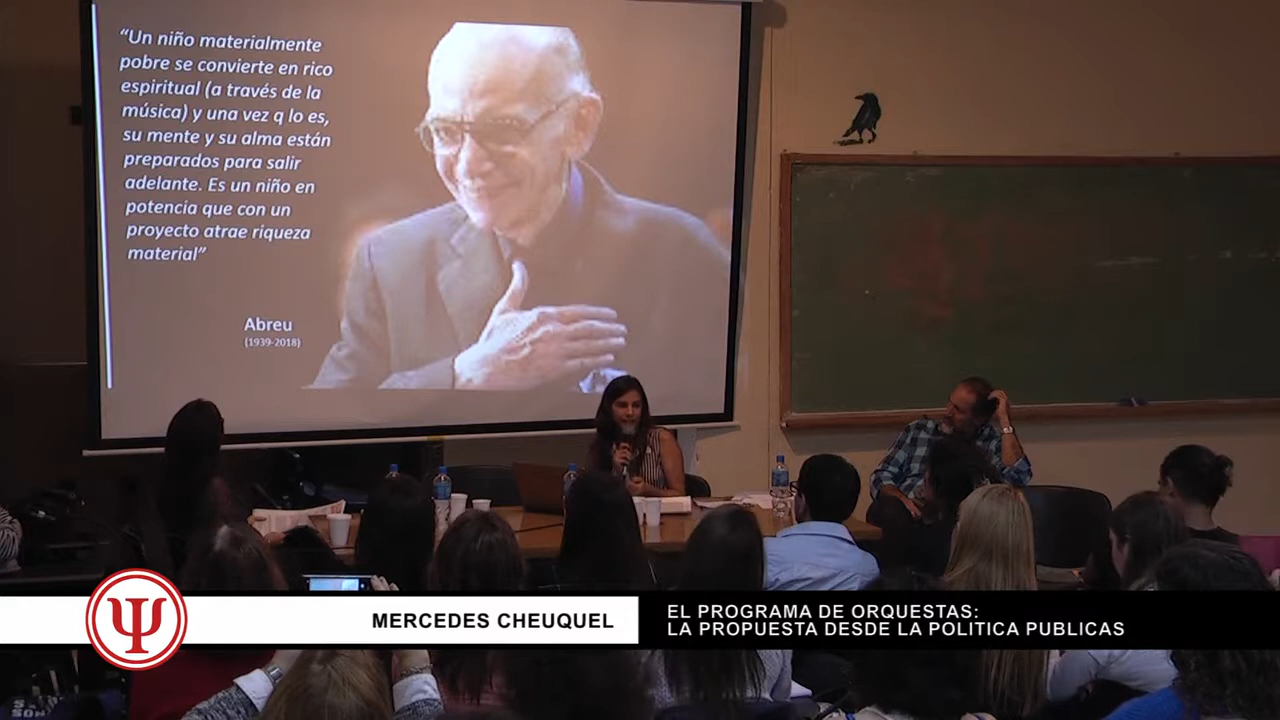 “Un niño materialmente
pobre se convierte en rico
espiritual (a través de la
música) y una vez q lo es,
su mente y su alma están
preparados para salir
adelante. Es un niño en
potencia que con un
proyecto atrae riqueza
material”
Abreu
(1939-2018)
Ψ
MERCEDES CHEUQUEL
EL PROGRAMA DE ORQUESTAS:
LA PROPUESTA DESDE LA POLITICA PUBLICAS